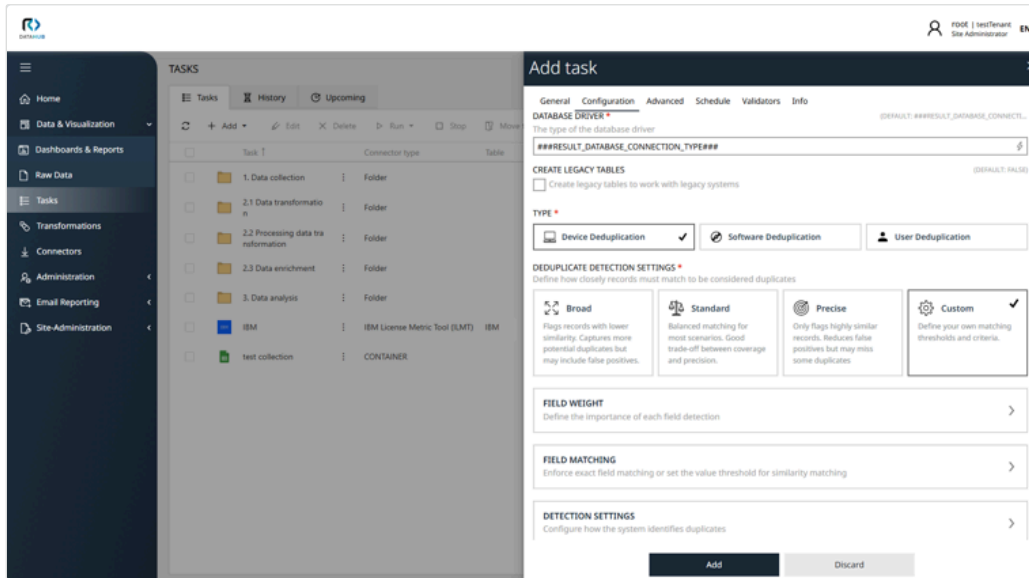 DATAHUB
root | testTenant
Site Administrator
EN
Home
Data & Visualization
Dashboards & Reports
Raw Data
Tasks
Transformations
Connectors
Administration
Email Reporting
Site-Administration
TASKS
Tasks
History
Upcoming
Add
Edit
Delete
Run
Stop
Move
Task
Connector type
Table
1. Data collection
Folder
2.1 Data transformatio
n
Folder
2.2 Processing data tra
nsformation
Folder
2.3 Data enrichment
Folder
3. Data analysis
Folder
IBM
IBM License Metric Tool (ILMT)
IBM
test collection
CONTAINER
Add task
General
Configuration
Advanced
Schedule
Validators
Info
DATABASE DRIVER *
(DEFAULT: ###RESULT_DATABASE_CONNECTI...
The type of the database driver
###RESULT_DATABASE_CONNECTION_TYPE###
CREATE LEGACY TABLES
(DEFAULT: FALSE)
Create legacy tables to work with legacy systems
TYPE *
Device Deduplication
Software Deduplication
User Deduplication
DEDUPLICATE DETECTION SETTINGS *
Define how closely records must match to be considered duplicates
Broad
Flags records with lower
similarity. Captures more
potential duplicates but
may include false positives.
Standard
Balanced matching for
most scenarios. Good
trade-off between coverage
and precision.
Precise
Only flags highly similar
records. Reduces false
positives but may miss
some duplicates
Custom
Define your own matching
thresholds and criteria.
FIELD WEIGHT
Define the importance of each field detection
FIELD MATCHING
Enforce exact field matching or set the value threshold for similarity matching
DETECTION SETTINGS
Configure how the system identifies duplicates
Add
Discard